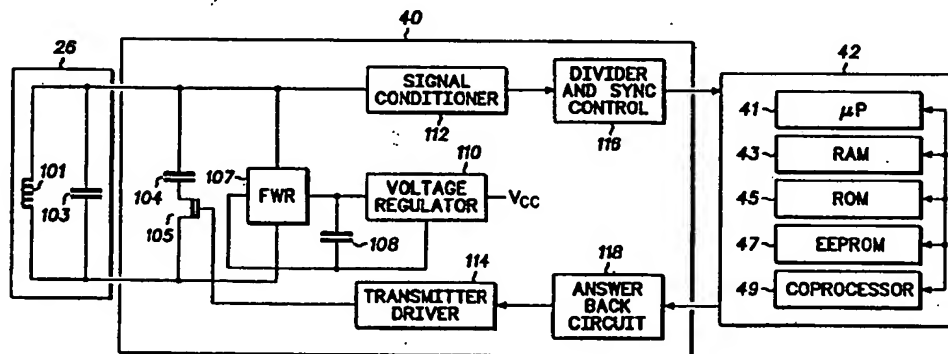 40
26
42
SIGNAL
CONDITIONER
112
DIVIDER
AND SYNC
CONTROL
116
41
μP
43
RAM
45
ROM
47
EEPROM
49
COPROCESSOR
101
103
104
105
107
FWR
108
110
VOLTAGE
REGULATOR
VCC
114
TRANSMITTER
DRIVER
118
ANSWER
BACK
CIRCUIT